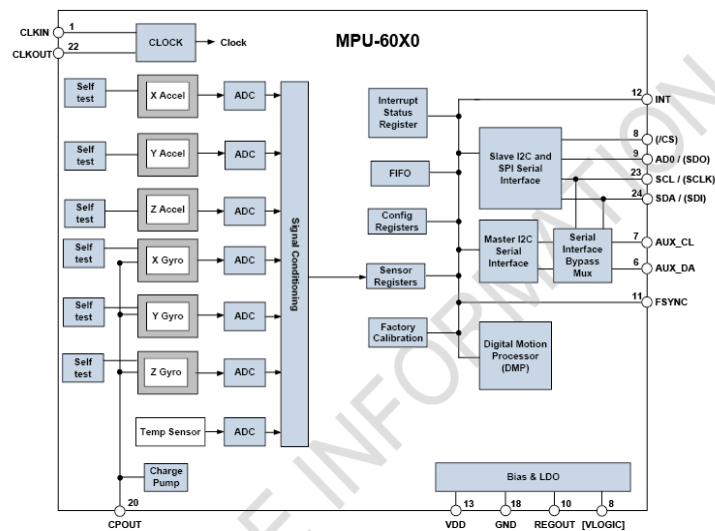 MPU-60X0
CLKIN
1
CLKOUT
22
CLOCK
Clock
Self
test
X Accel
ADC
Self
test
Y Accel
ADC
Self
test
Z Accel
ADC
Self
test
X Gyro
ADC
Self
test
Y Gyro
ADC
Self
test
Z Gyro
ADC
Temp Sensor
ADC
Signal Conditioning
Charge
Pump
20
CPOUT
Interrupt
Status
Register
FIFO
Config
Registers
Sensor
Registers
Factory
Calibration
Slave I2C and
SPI Serial
Interface
Master I2C
Serial
Interface
Serial
Interface
Bypass
Mux
Digital Motion
Processor
(DMP)
12
INT
8
(/CS)
9
AD0 / (SDO)
23
SCL / (SCLK)
24
SDA / (SDI)
7
AUX_CL
6
AUX_DA
11
FSYNC
Bias & LDO
13
VDD
18
GND
10
REGOUT
8
[VLOGIC]
E INFORMATION